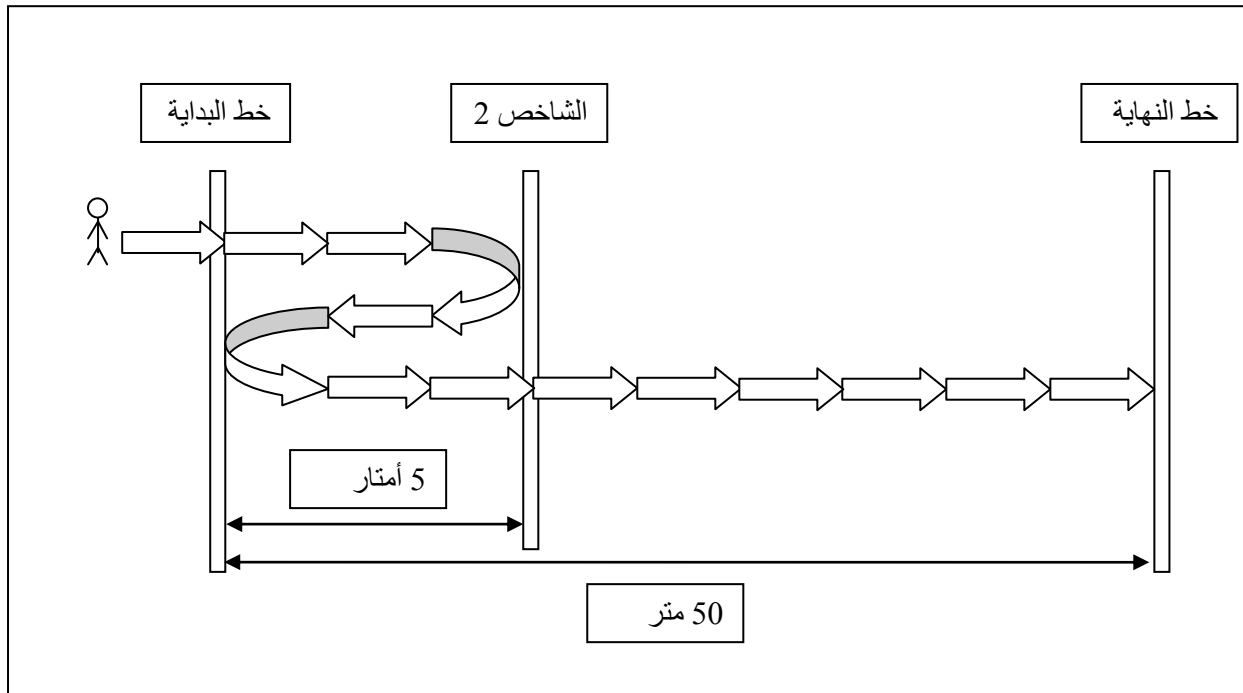 خط البداية
الشاخص 2
خط النهاية
5 أمتار
50 متر